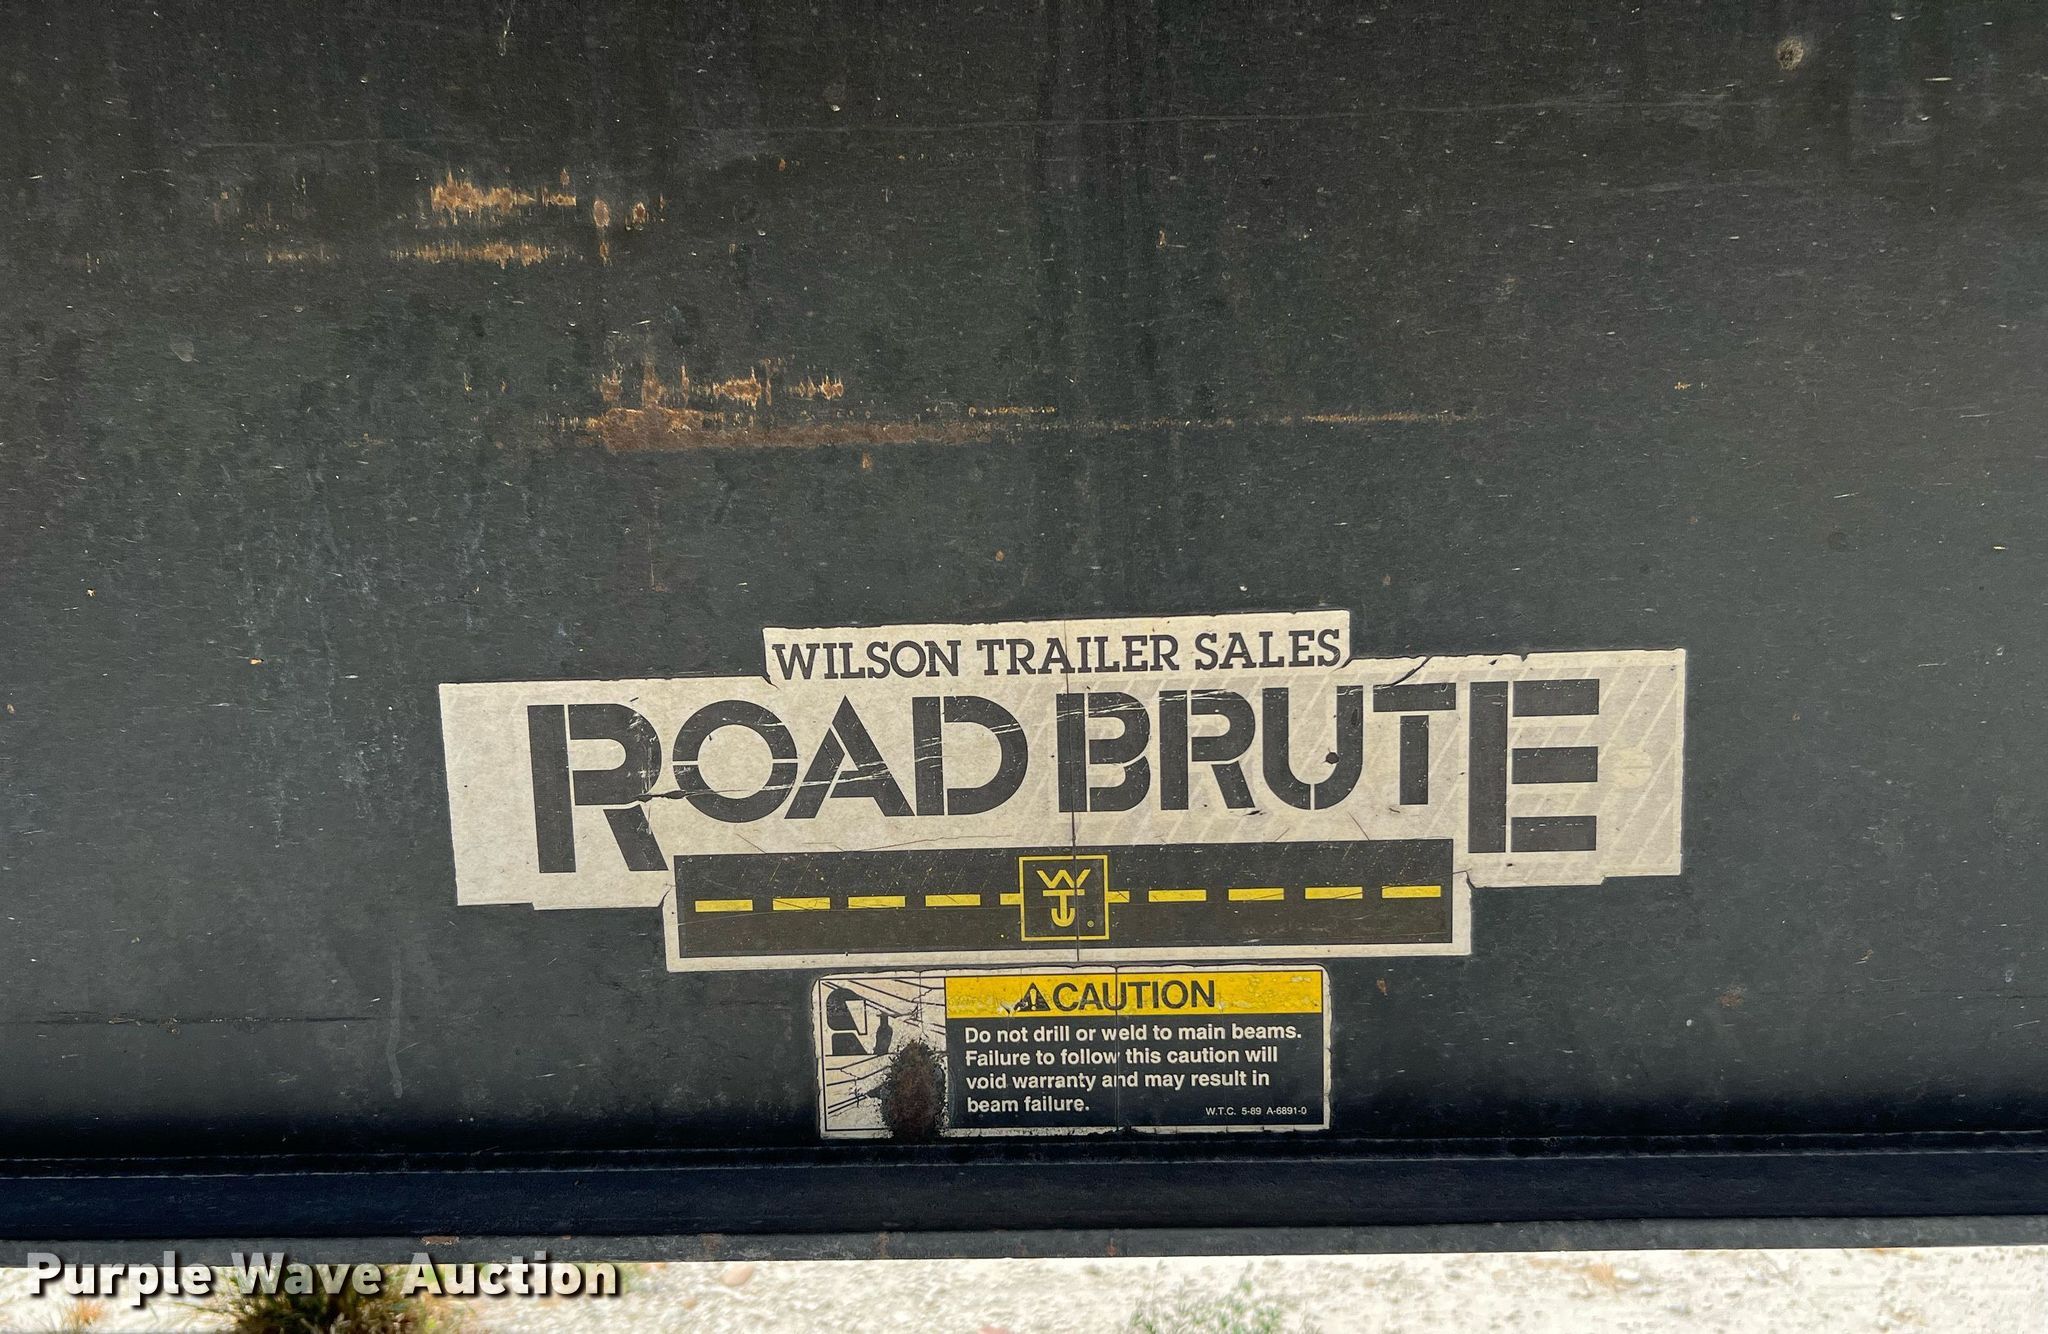 WILSON TRAILER SALES
ROAD BRUTE
WTJ
®
⚠CAUTION
Do not drill or weld to main beams.
Failure to follow this caution will
void warranty and may result in
beam failure.
W.T.C. 5-89 A-6891-0
Purple Wave Auction